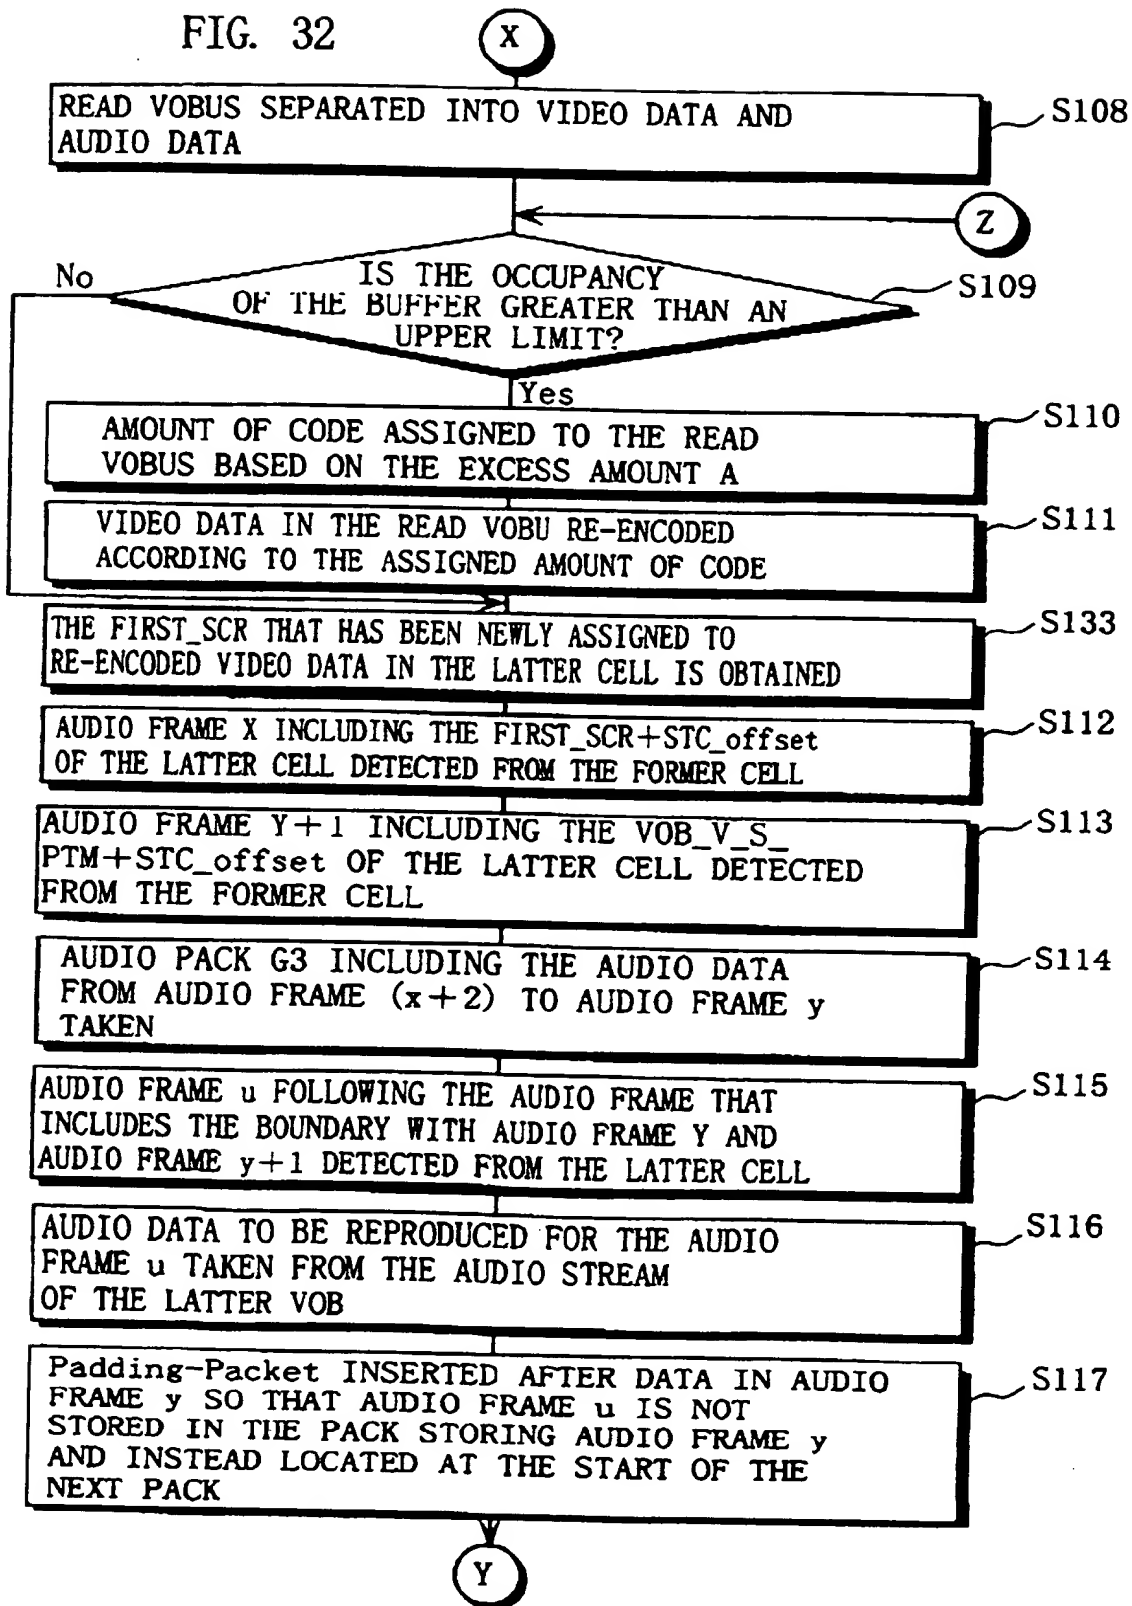 FIG. 32
X
READ VOBUS SEPARATED INTO VIDEO DATA AND
AUDIO DATA
S108
Z
No
IS THE OCCUPANCY
OF THE BUFFER GREATER THAN AN
UPPER LIMIT?
S109
Yes
AMOUNT OF CODE ASSIGNED TO THE READ
VOBUS BASED ON THE EXCESS AMOUNT A
S110
VIDEO DATA IN THE READ VOBU RE-ENCODED
ACCORDING TO THE ASSIGNED AMOUNT OF CODE
S111
THE FIRST_SCR THAT HAS BEEN NEWLY ASSIGNED TO
RE-ENCODED VIDEO DATA IN THE LATTER CELL IS OBTAINED
S133
AUDIO FRAME X INCLUDING THE FIRST_SCR+STC_offset
OF THE LATTER CELL DETECTED FROM THE FORMER CELL
S112
AUDIO FRAME Y+1 INCLUDING THE VOB_V_S_
PTM+STC_offset OF THE LATTER CELL DETECTED
FROM THE FORMER CELL
S113
AUDIO PACK G3 INCLUDING THE AUDIO DATA
FROM AUDIO FRAME (x+2) TO AUDIO FRAME y
TAKEN
S114
AUDIO FRAME u FOLLOWING THE AUDIO FRAME THAT
INCLUDES THE BOUNDARY WITH AUDIO FRAME Y AND
AUDIO FRAME y+1 DETECTED FROM THE LATTER CELL
S115
AUDIO DATA TO BE REPRODUCED FOR THE AUDIO
FRAME u TAKEN FROM THE AUDIO STREAM
OF THE LATTER VOB
S116
Padding-Packet INSERTED AFTER DATA IN AUDIO
FRAME y SO THAT AUDIO FRAME u IS NOT
STORED IN THE PACK STORING AUDIO FRAME y
AND INSTEAD LOCATED AT THE START OF THE
NEXT PACK
S117
Y